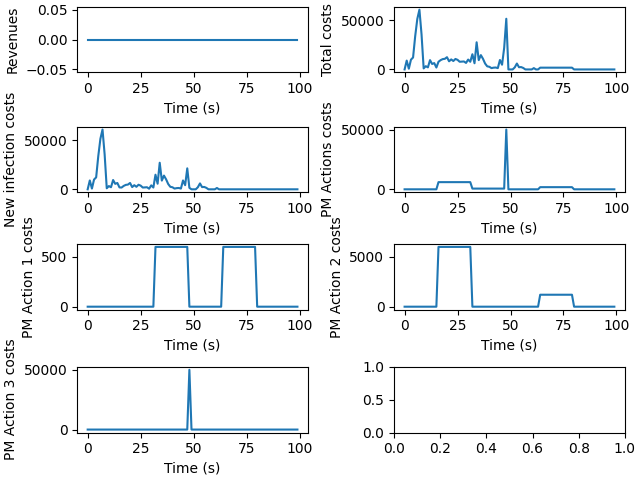 Revenues
0.05
0.00
−0.05
0 25 50 75 100
Time (s)
Total costs
50000
0
0 25 50 75 100
Time (s)
New infection costs
50000
0
0 25 50 75 100
Time (s)
PM Actions costs
50000
0
0 25 50 75 100
Time (s)
PM Action 1 costs
500
0
0 25 50 75 100
Time (s)
PM Action 2 costs
5000
0
0 25 50 75 100
Time (s)
PM Action 3 costs
50000
0
0 25 50 75 100
Time (s)
1.0
0.5
0.0
0.0 0.2 0.4 0.6 0.8 1.0